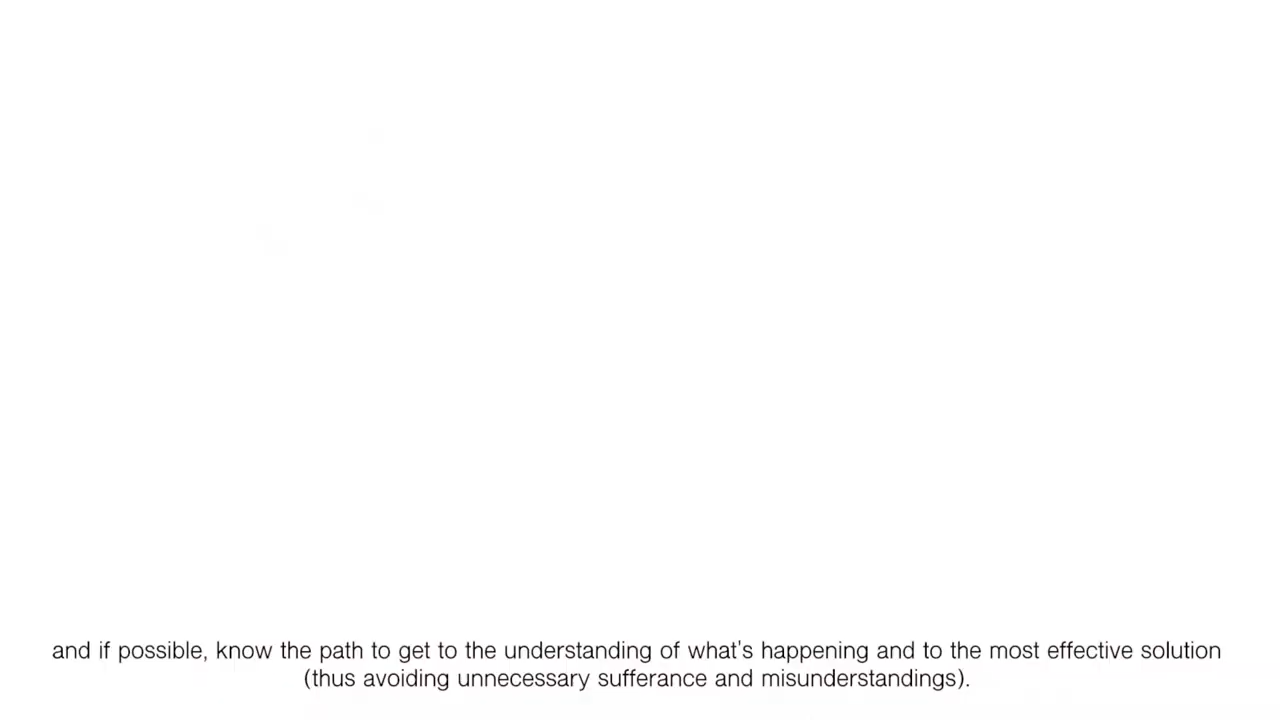 and if possible, know the path to get to the understanding of what's happening and to the most effective solution
(thus avoiding unnecessary sufferance and misunderstandings).